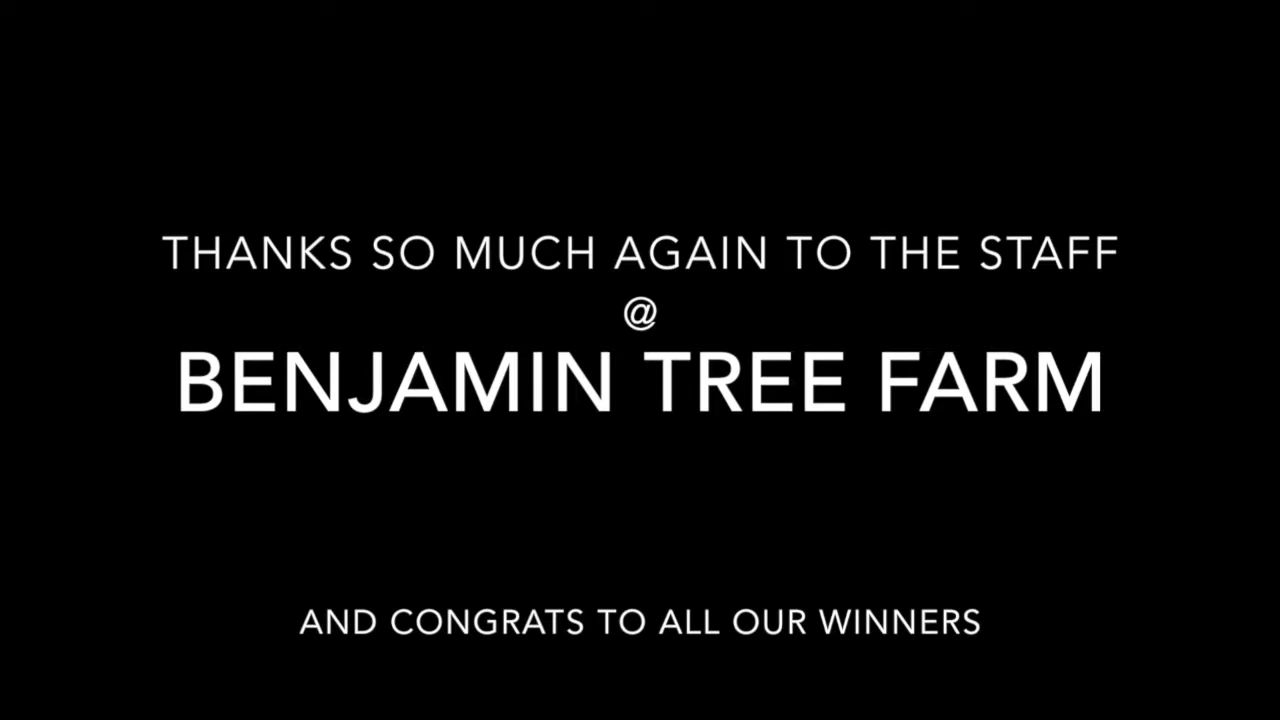 THANKS SO MUCH AGAIN TO THE STAFF
@
BENJAMIN TREE FARM
AND CONGRATS TO ALL OUR WINNERS